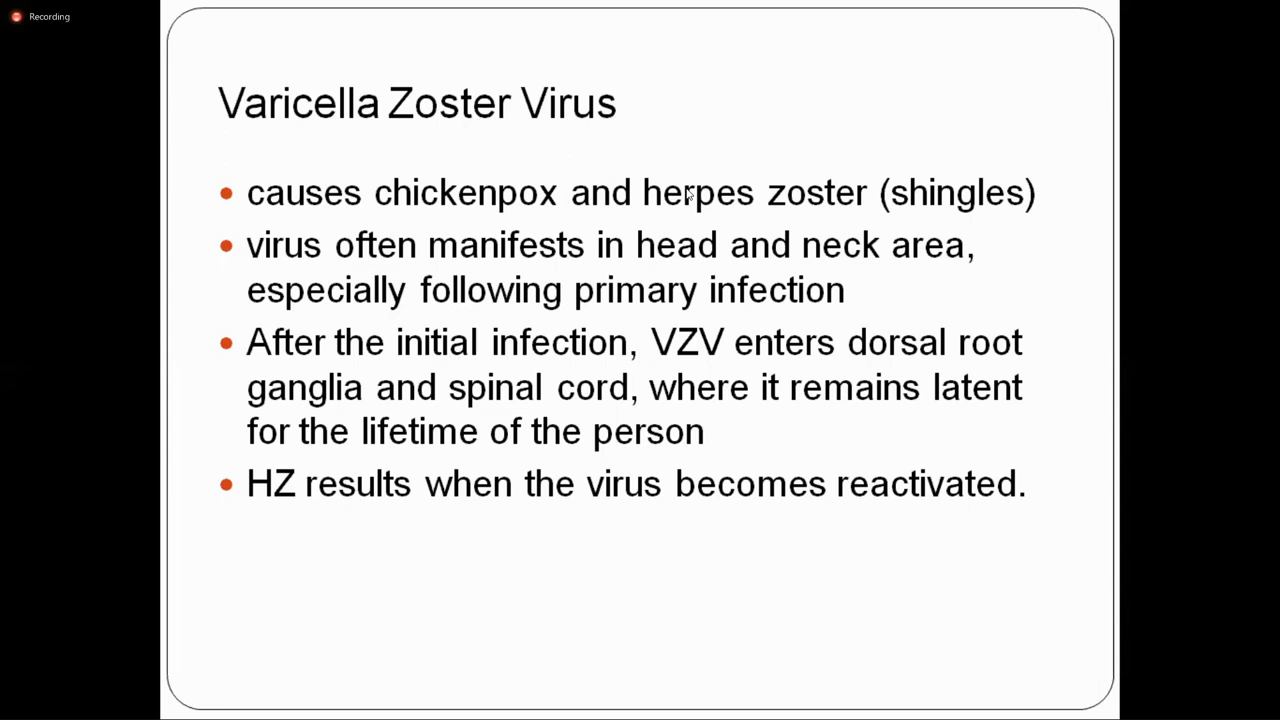 Recording
Varicella Zoster Virus
causes chickenpox and herpes zoster (shingles)
virus often manifests in head and neck area,
especially following primary infection
After the initial infection, VZV enters dorsal root
ganglia and spinal cord, where it remains latent
for the lifetime of the person
HZ results when the virus becomes reactivated.